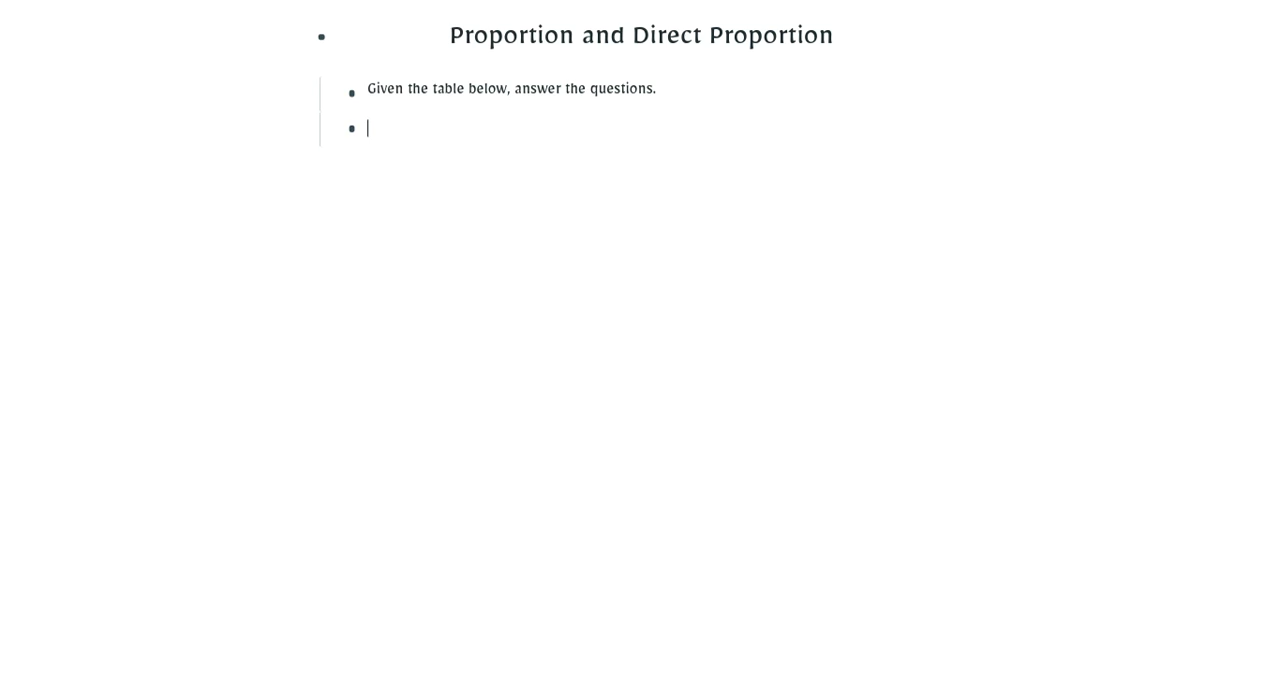 Proportion and Direct Proportion
Given the table below, answer the questions.